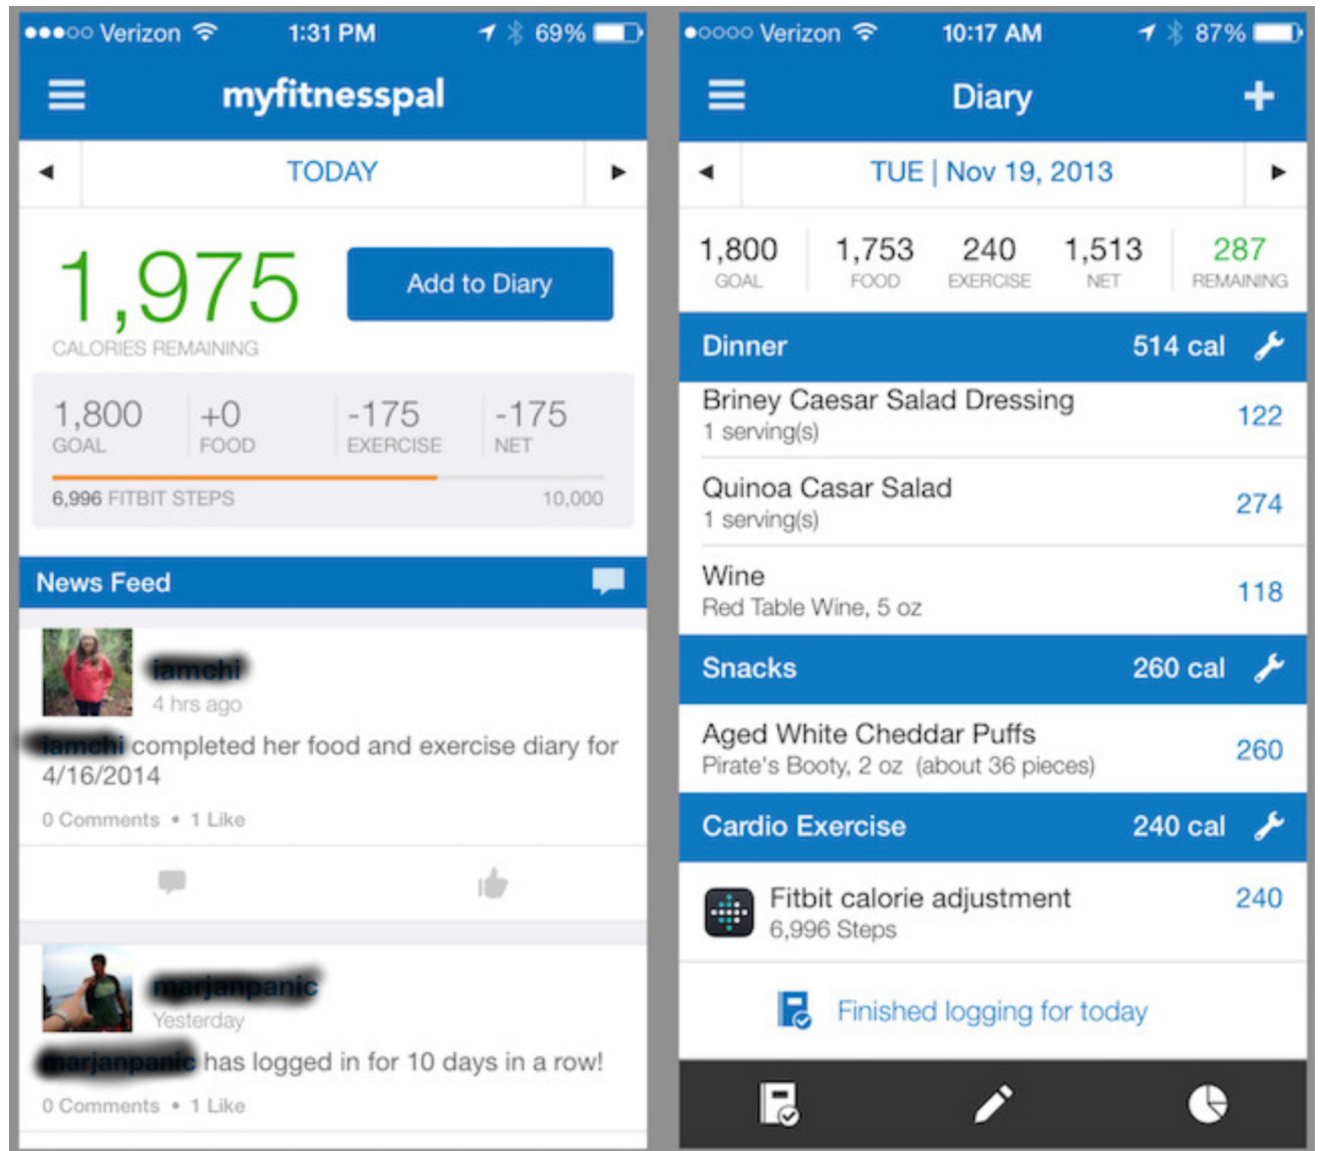 Verizon 1:31 PM 69%
myfitnesspal
TODAY
1,975
CALORIES REMAINING
Add to Diary
1,800 +0 -175 -175
GOAL FOOD EXERCISE NET
6,996 FITBIT STEPS 10,000
News Feed
4 hrs ago
completed her food and exercise diary for
4/16/2014
0 Comments • 1 Like
Yesterday
has logged in for 10 days in a row!
0 Comments • 1 Like
Verizon 10:17 AM 87%
Diary
TUE | Nov 19, 2013
1,800 1,753 240 1,513 287
GOAL FOOD EXERCISE NET REMAINING
Dinner 514 cal
Briney Caesar Salad Dressing 122
1 serving(s)
Quinoa Casar Salad 274
1 serving(s)
Wine 118
Red Table Wine, 5 oz
Snacks 260 cal
Aged White Cheddar Puffs 260
Pirate's Booty, 2 oz (about 36 pieces)
Cardio Exercise 240 cal
Fitbit calorie adjustment 240
6,996 Steps
Finished logging for today